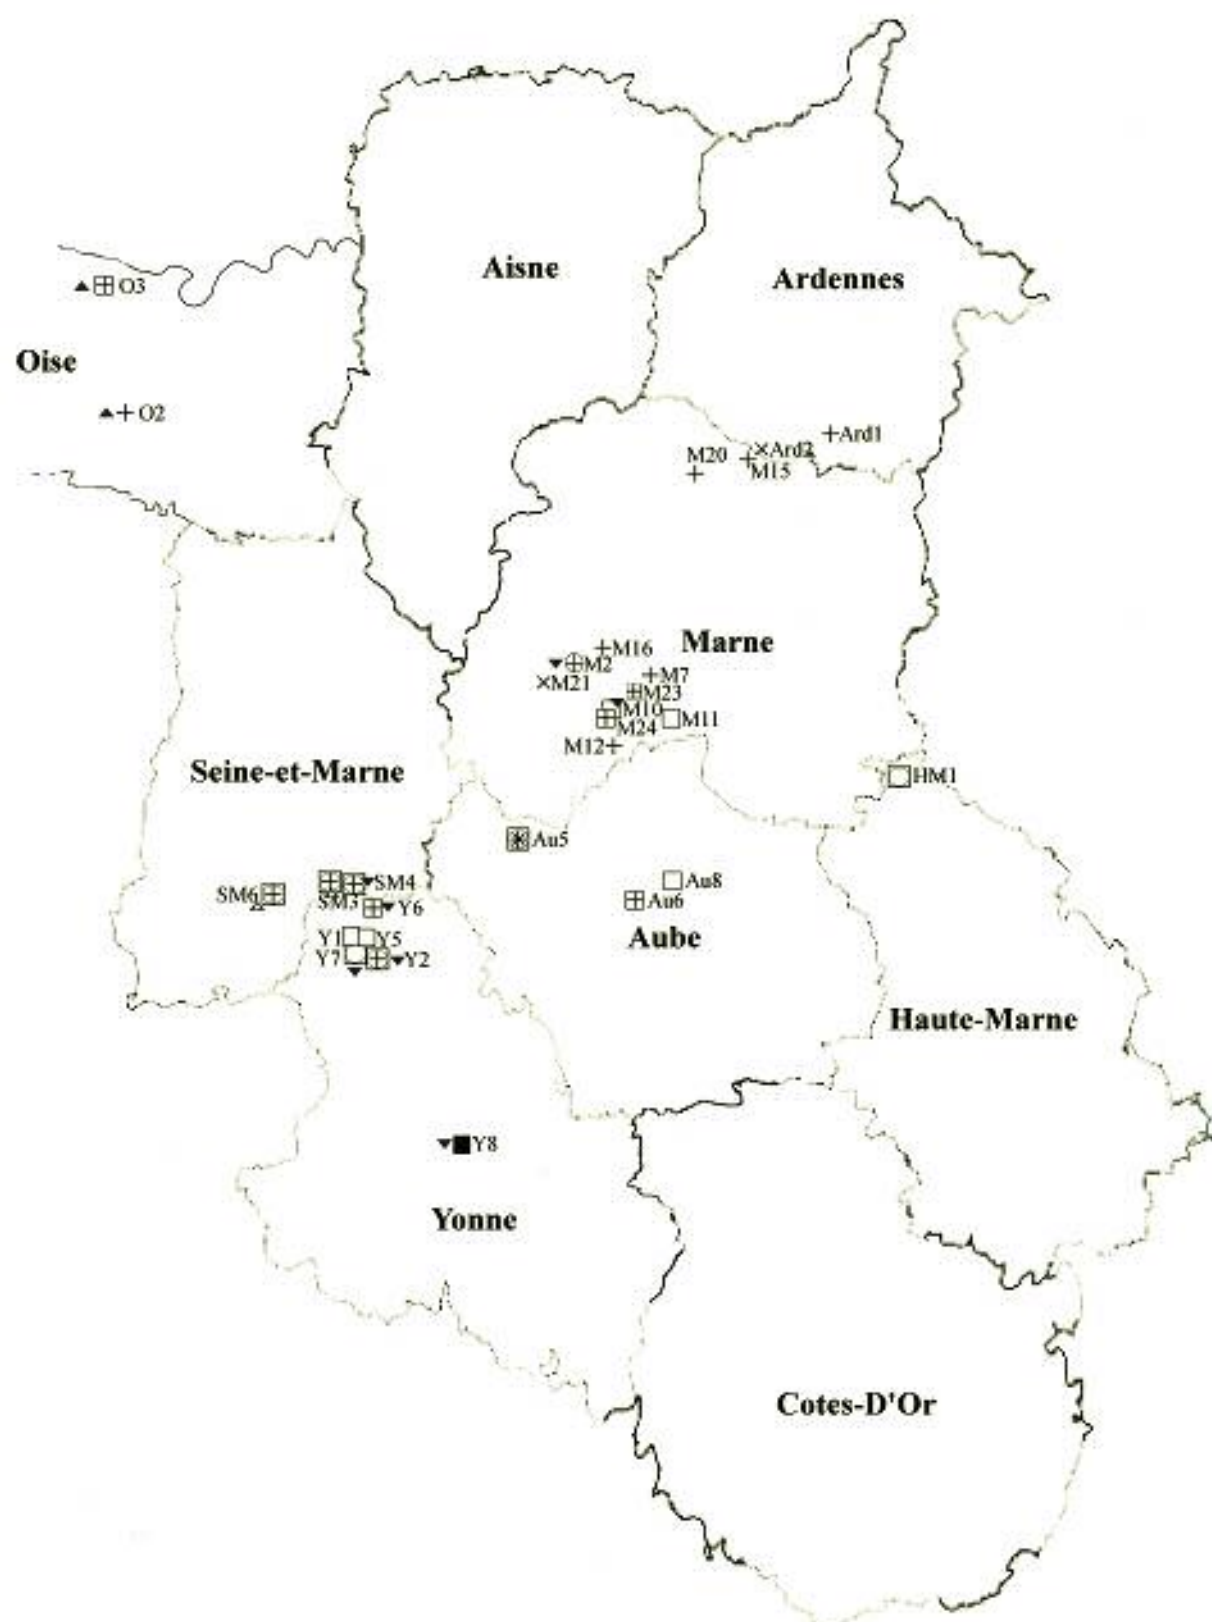 Aisne
Ardennes
O3
Oise
O2
Ard1
M20
Ard2
M15
M16
Marne
M2
M7
M21
M23
M10
M11
M24
M12
Seine-et-Marne
HM1
Au5
SM4
Au8
SM6
SM3
Au6
Y6
Y1
Y5
Aube
Y7
Y2
Haute-Marne
Y8
Yonne
Cotes-D'Or